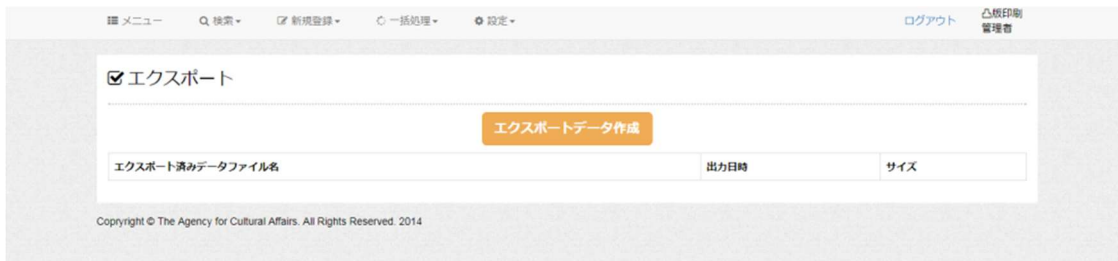 メニュー 検索 新規登録 一括処理 設定 ログアウト 凸版印刷
管理者
エクスポート
エクスポートデータ作成
エクスポート済みデータファイル名 出力日時 サイズ
Copryright © The Agency for Cultural Affairs. All Rights Reserved. 2014